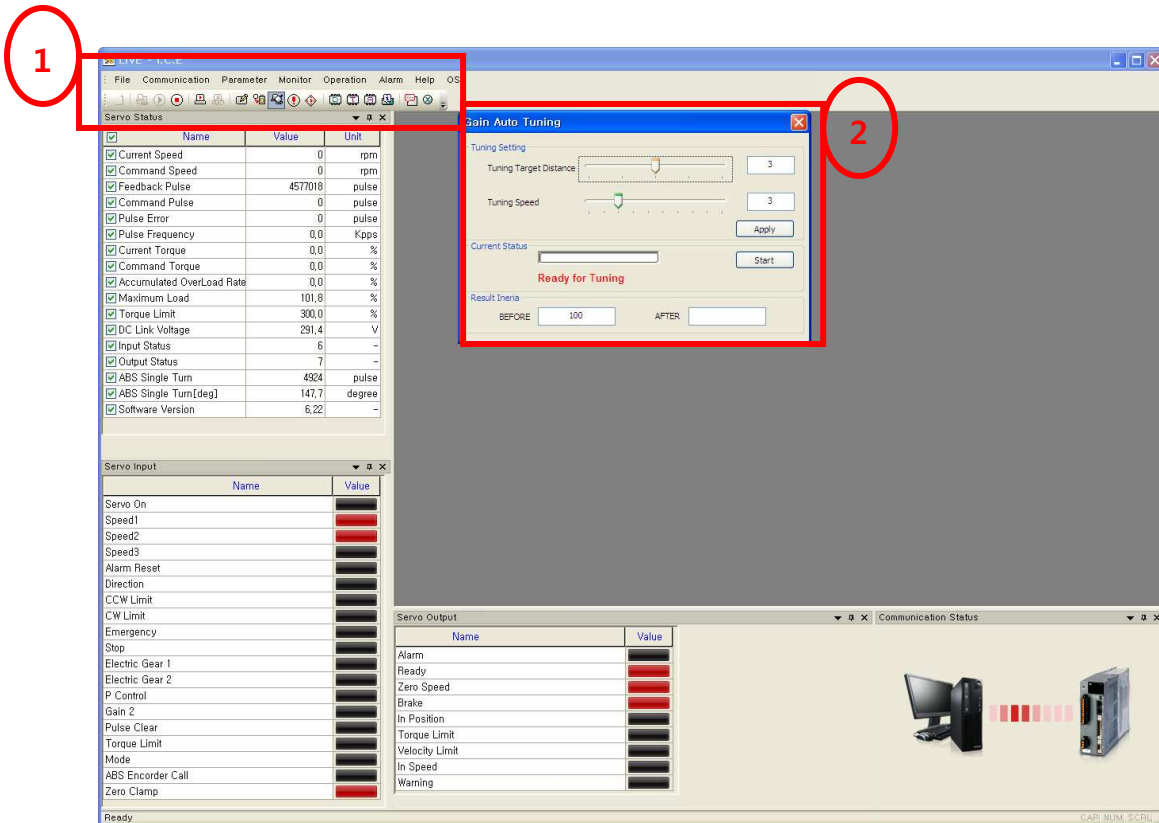 1
LIVE - I.C.E
File Communication Parameter Monitor Operation Alarm Help OS
Servo Status
Name Value Unit
Current Speed 0 rpm
Command Speed 0 rpm
Feedback Pulse 4577018 pulse
Command Pulse 0 pulse
Pulse Error 0 pulse
Pulse Frequency 0,0 Kpps
Current Torque 0,0 %
Command Torque 0,0 %
Accumulated OverLoad Rate 0,0 %
Maximum Load 101,8 %
Torque Limit 300,0 %
DC Link Voltage 291,4 V
Input Status 6 -
Output Status 7 -
ABS Single Turn 4924 pulse
ABS Single Turn[deg] 147,7 degree
Software Version 6,22 -
2
Gain Auto Tuning
Tuning Setting
Tuning Target Distance 3
Tuning Speed 3
Apply
Current Status
Start
Ready for Tuning
Result Ineria
BEFORE 100 AFTER
Servo Input
Name Value
Servo On
Speed1
Speed2
Speed3
Alarm Reset
Direction
CCW Limit
CW Limit
Emergency
Stop
Electric Gear 1
Electric Gear 2
P Control
Gain 2
Pulse Clear
Torque Limit
Mode
ABS Encorder Call
Zero Clamp
Servo Output
Name Value
Alarm
Ready
Zero Speed
Brake
In Position
Torque Limit
Velocity Limit
In Speed
Warning
Communication Status
Ready
CAP NUM SCRL